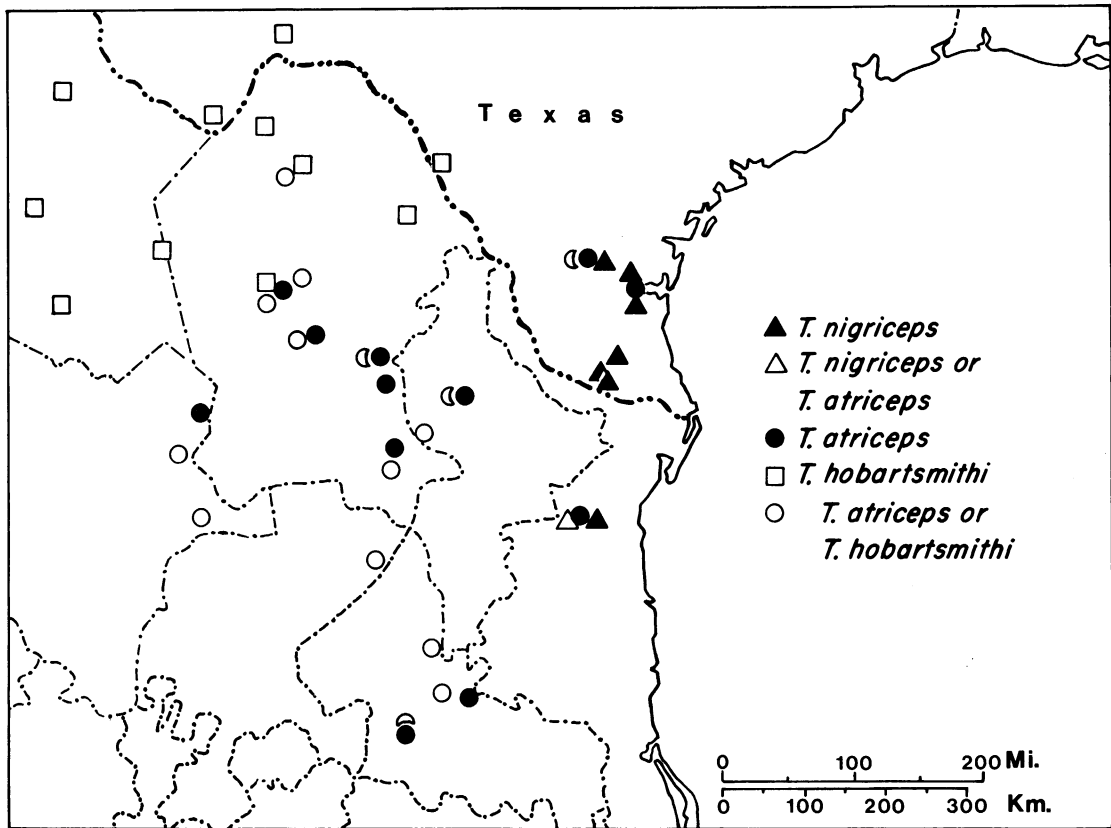 Texas
T. nigriceps
T. nigriceps or
T. atriceps
T. atriceps
T. hobartsmithi
T. atriceps or
T. hobartsmithi
0 100 200 Mi.
0 100 200 300 Km.